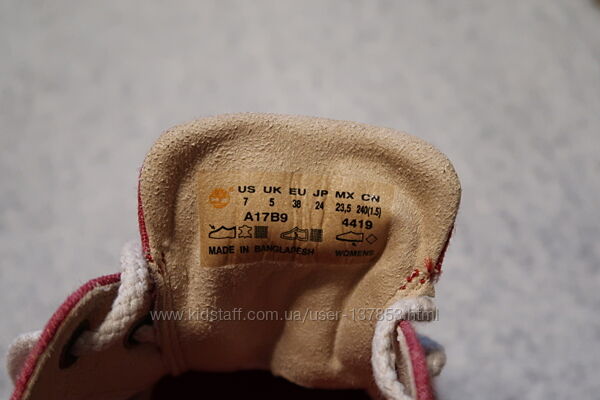 US UK EU JP MX CN
7 5 38 24 23,5 240(1.5)
A17B9 4419
MADE IN BANGLADESH WOMENS
www.kidstaff.com.ua/user-137853.html